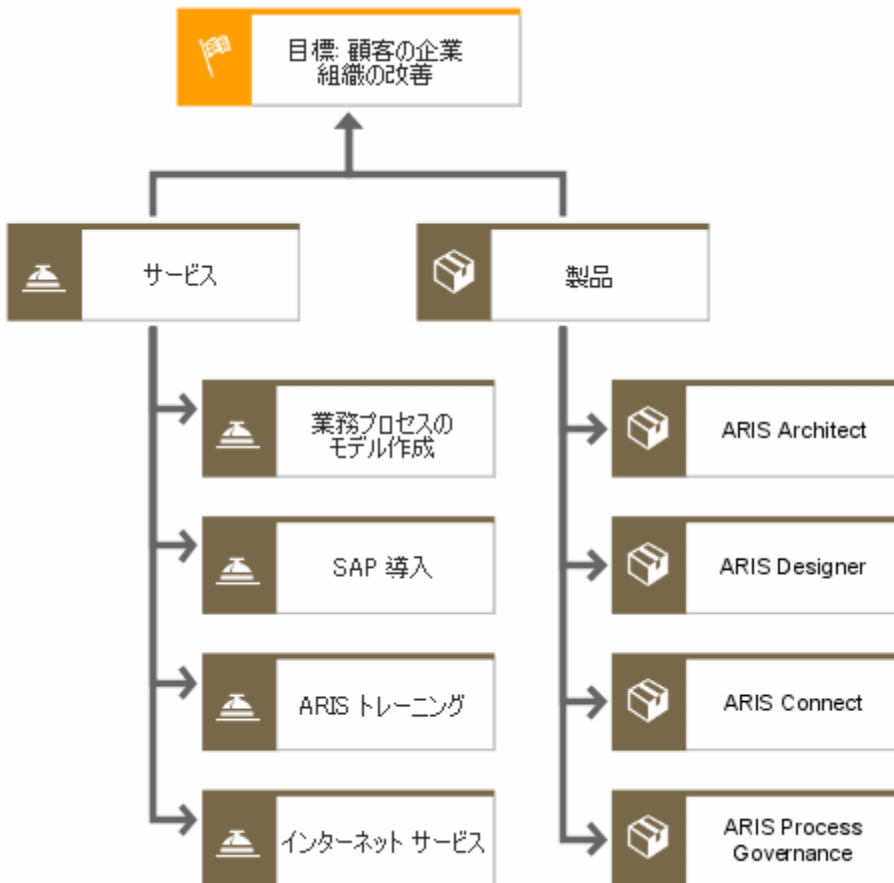 目標: 顧客の企業
組織の改善
サービス
製品
業務プロセスの
モデル作成
ARIS Architect
SAP 導入
ARIS Designer
ARIS トレーニング
ARIS Connect
インターネット サービス
ARIS Process
Governance